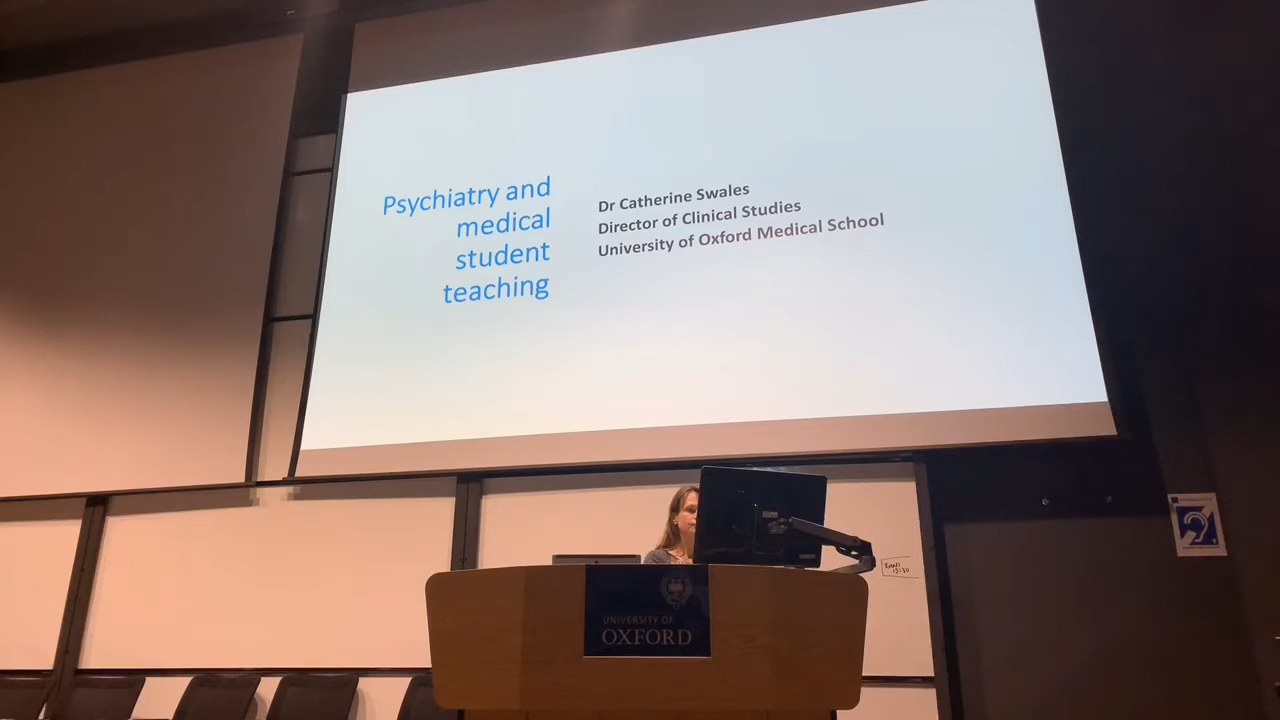 Psychiatry and
medical
student
teaching
Dr Catherine Swales
Director of Clinical Studies
University of Oxford Medical School
UNIVERSITY OF
OXFORD